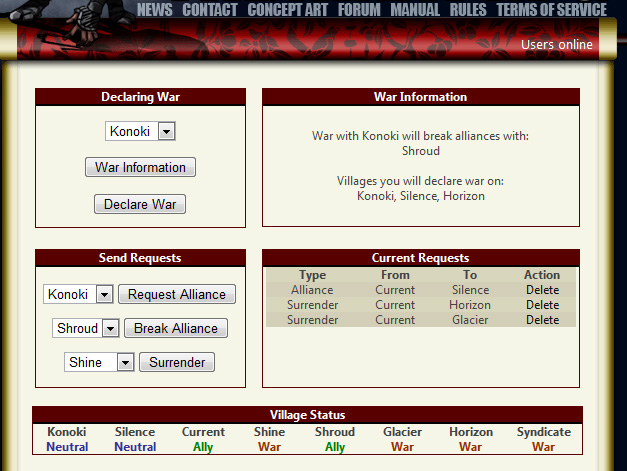 NEWS CONTACT CONCEPT ART FORUM MANUAL RULES TERMS OF SERVICE
Users online
Declaring War
Konoki
War Information
Declare War
War Information
War with Konoki will break alliances with:
Shroud
Villages you will declare war on:
Konoki, Silence, Horizon
Send Requests
Konoki Request Alliance
Shroud Break Alliance
Shine Surrender
Current Requests
Type From To Action
Alliance Current Silence Delete
Surrender Current Horizon Delete
Surrender Current Glacier Delete
Village Status
Konoki Silence Current Shine Shroud Glacier Horizon Syndicate
Neutral Neutral Ally War Ally War War War